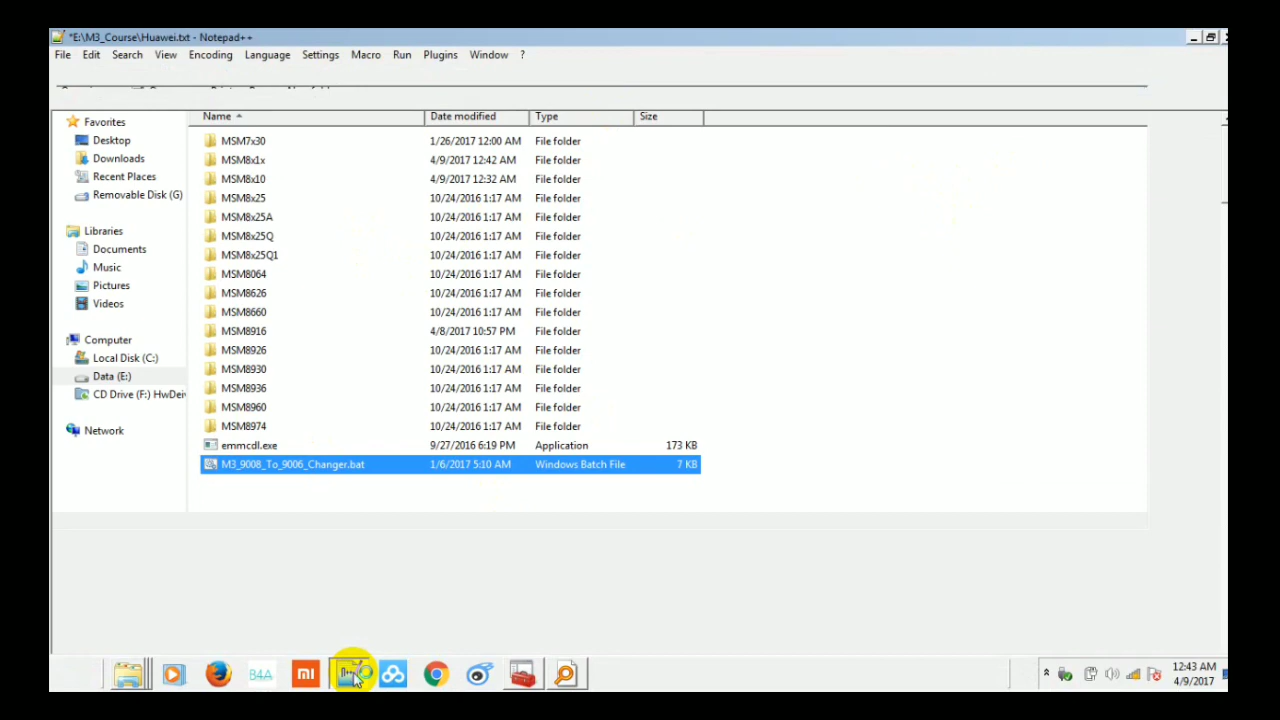 *E:\M3_Course\Huawei.txt - Notepad++
File Edit Search View Encoding Language Settings Macro Run Plugins Window ?
Name Date modified Type Size
Favorites
Desktop
Downloads
Recent Places
Removable Disk (G)
Libraries
Documents
Music
Pictures
Videos
Computer
Local Disk (C:)
Data (E:)
CD Drive (F:) HwDei
Network
MSM7x30 1/26/2017 12:00 AM File folder
MSM8x1x 4/9/2017 12:42 AM File folder
MSM8x10 4/9/2017 12:32 AM File folder
MSM8x25 10/24/2016 1:17 AM File folder
MSM8x25A 10/24/2016 1:17 AM File folder
MSM8x25Q 10/24/2016 1:17 AM File folder
MSM8x25Q1 10/24/2016 1:17 AM File folder
MSM8064 10/24/2016 1:17 AM File folder
MSM8626 10/24/2016 1:17 AM File folder
MSM8660 10/24/2016 1:17 AM File folder
MSM8916 4/8/2017 10:57 PM File folder
MSM8926 10/24/2016 1:17 AM File folder
MSM8930 10/24/2016 1:17 AM File folder
MSM8936 10/24/2016 1:17 AM File folder
MSM8960 10/24/2016 1:17 AM File folder
MSM8974 10/24/2016 1:17 AM File folder
emmcdl.exe 9/27/2016 6:19 PM Application 173 KB
M3_9008_To_9006_Changer.bat 1/6/2017 5:10 AM Windows Batch File 7 KB
B4A
mi
12:43 AM
4/9/2017